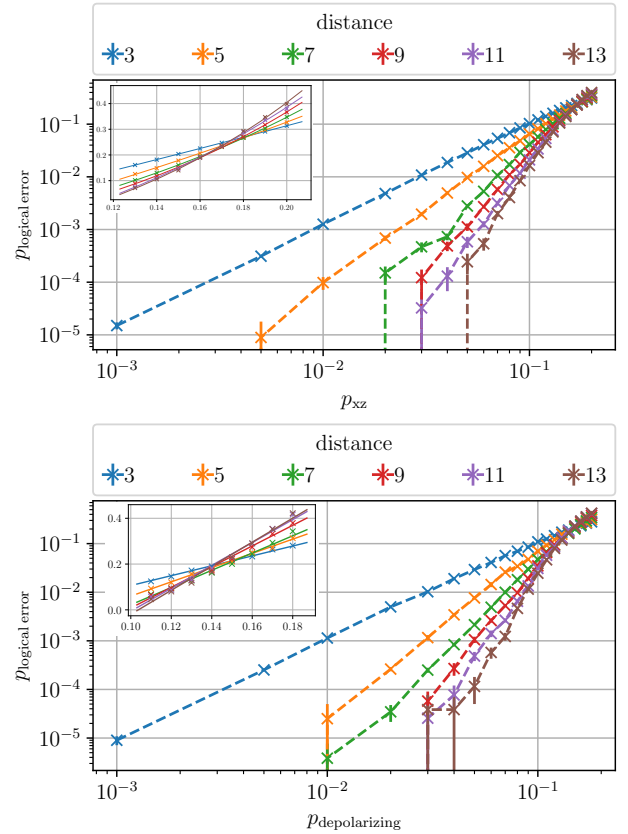 distance
3 5 7 9 11 13
0.4
0.3
0.2
0.1
0.0
0.12 0.14 0.16 0.18 0.20
10⁻¹
10⁻²
10⁻³
10⁻⁴
10⁻⁵
p_logical error
10⁻³ 10⁻² 10⁻¹
p_xz
distance
3 5 7 9 11 13
0.4
0.2
0.0
0.10 0.12 0.14 0.16 0.18
10⁻¹
10⁻²
10⁻³
10⁻⁴
10⁻⁵
p_logical error
10⁻³ 10⁻² 10⁻¹
p_depolarizing